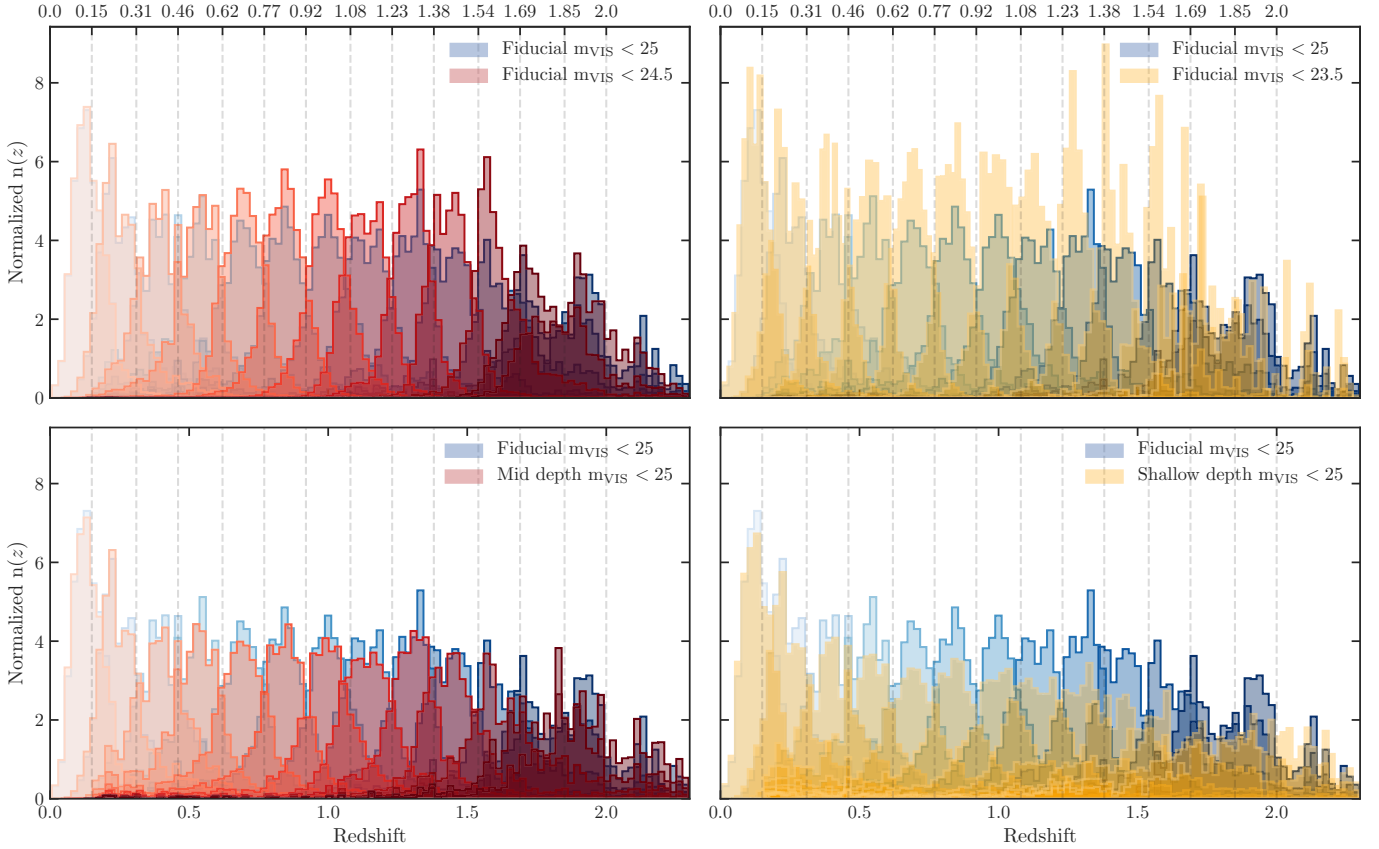 0.0 0.15 0.31 0.46 0.62 0.77 0.92 1.08 1.23 1.38 1.54 1.69 1.85 2.0
0.0 0.15 0.31 0.46 0.62 0.77 0.92 1.08 1.23 1.38 1.54 1.69 1.85 2.0
Fiducial mVIS < 25
Fiducial mVIS < 24.5
Fiducial mVIS < 25
Fiducial mVIS < 23.5
Normalized n(z)
8
6
4
2
0
Fiducial mVIS < 25
Mid depth mVIS < 25
Fiducial mVIS < 25
Shallow depth mVIS < 25
Normalized n(z)
8
6
4
2
0
0.0 0.5 1.0 1.5 2.0
0.0 0.5 1.0 1.5 2.0
Redshift
Redshift